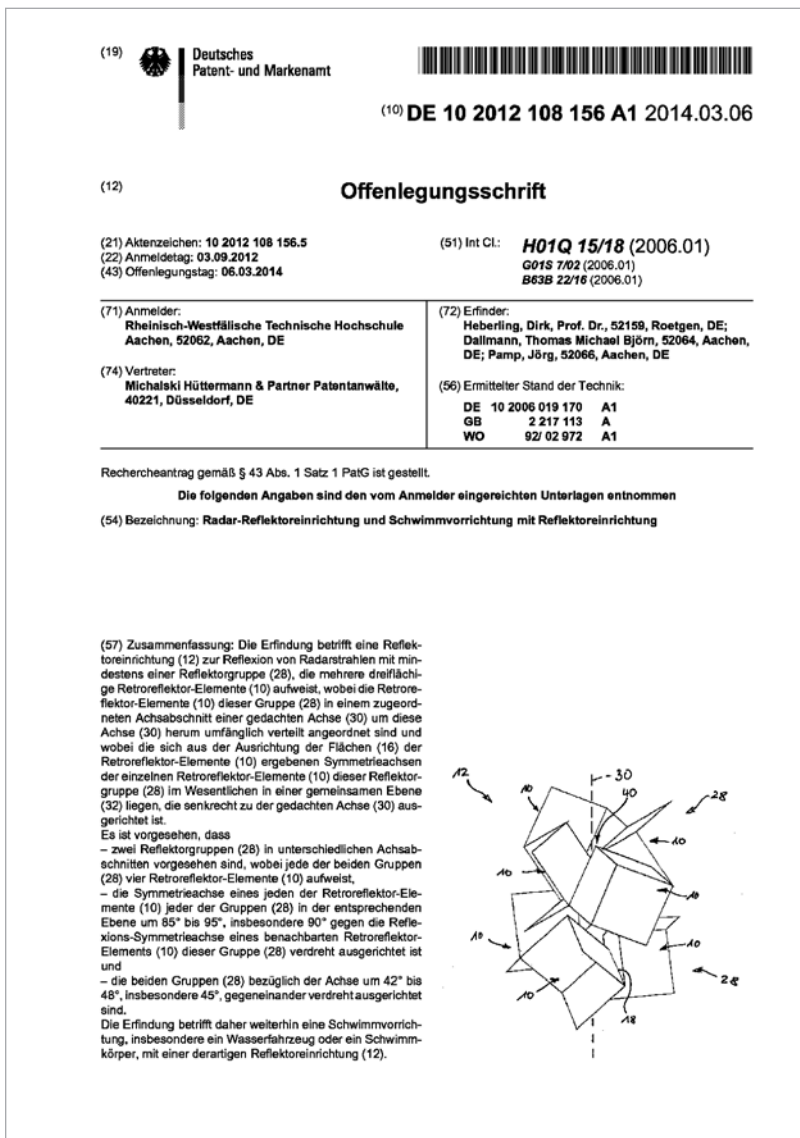 (19)
Deutsches
Patent- und Markenamt
(10) DE 10 2012 108 156 A1 2014.03.06
(12)
Offenlegungsschrift
(21) Aktenzeichen: 10 2012 108 156.5
(22) Anmeldetag: 03.09.2012
(43) Offenlegungstag: 06.03.2014
(51) Int Cl.: H01Q 15/18 (2006.01)
G01S 7/02 (2006.01)
B63B 22/16 (2006.01)
(71) Anmelder:
Rheinisch-Westfälische Technische Hochschule
Aachen, 52062, Aachen, DE
(74) Vertreter:
Michalski Hüttermann & Partner Patentanwälte,
40221, Düsseldorf, DE
(72) Erfinder:
Heberling, Dirk, Prof. Dr., 52159, Roetgen, DE;
Dallmann, Thomas Michael Björn, 52064, Aachen,
DE; Pamp, Jörg, 52066, Aachen, DE
(56) Ermittelter Stand der Technik:
DE 10 2006 019 170 A1
GB 2 217 113 A
WO 92/ 02 972 A1
Rechercheantrag gemäß § 43 Abs. 1 Satz 1 PatG ist gestellt.
Die folgenden Angaben sind den vom Anmelder eingereichten Unterlagen entnommen
(54) Bezeichnung: Radar-Reflektoreinrichtung und Schwimmvorrichtung mit Reflektoreinrichtung
(57) Zusammenfassung: Die Erfindung betrifft eine Reflek-
toreinrichtung (12) zur Reflexion von Radarstrahlen mit min-
destens einer Reflektorgruppe (28), die mehrere dreiflächi-
ge Retroreflektor-Elemente (10) aufweist, wobei die Retrore-
flektor-Elemente (10) dieser Gruppe (28) in einem zugeord-
neten Achsabschnitt einer gedachten Achse (30) um diese
Achse (30) herum umfänglich verteilt angeordnet sind und
wobei die sich aus der Ausrichtung der Flächen (16) der
Retroreflektor-Elemente (10) ergebenen Symmetrieachsen
der einzelnen Retroreflektor-Elemente (10) dieser Reflektor-
gruppe (28) im Wesentlichen in einer gemeinsamen Ebene
(32) liegen, die senkrecht zu der gedachten Achse (30) aus-
gerichtet ist.
Es ist vorgesehen, dass
– zwei Reflektorgruppen (28) in unterschiedlichen Achsab-
schnitten vorgesehen sind, wobei jede der beiden Gruppen
(28) vier Retroreflektor-Elemente (10) aufweist,
– die Symmetrieachse eines jeden der Retroreflektor-Ele-
mente (10) jeder der Gruppen (28) in der entsprechenden
Ebene um 85° bis 95°, insbesondere 90° gegen die Refle-
xions-Symmetrieachse eines benachbarten Retroreflektor-
Elements (10) dieser Gruppe (28) verdreht ausgerichtet ist
und
– die beiden Gruppen (28) bezüglich der Achse um 42° bis
48°, insbesondere 45°, gegeneinander verdreht ausgerichtet
sind.
Die Erfindung betrifft daher weiterhin eine Schwimmvorrich-
tung, insbesondere ein Wasserfahrzeug oder ein Schwimm-
körper, mit einer derartigen Reflektoreinrichtung (12).
12
30
10
40
28
10
10
10
10
10
10
28
18